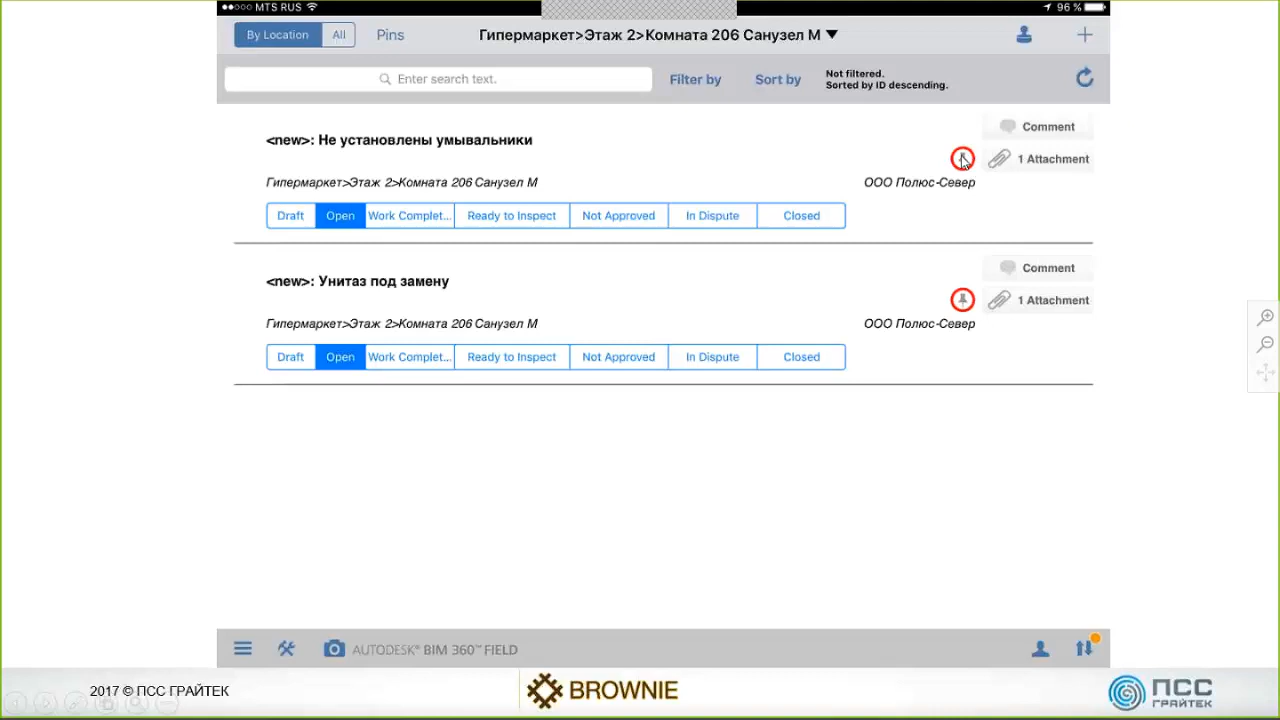 MTS RUS
96 %
By Location
All
Pins
Гипермаркет>Этаж 2>Комната 206 Санузел М
Enter search text.
Filter by
Sort by
Not filtered.
Sorted by ID descending.
<new>: Не установлены умывальники
Comment
1 Attachment
Гипермаркет>Этаж 2>Комната 206 Санузел М
ООО Полюс-Север
Draft
Open
Work Complet...
Ready to Inspect
Not Approved
In Dispute
Closed
<new>: Унитаз под замену
Comment
1 Attachment
Гипермаркет>Этаж 2>Комната 206 Санузел М
ООО Полюс-Север
Draft
Open
Work Complet...
Ready to Inspect
Not Approved
In Dispute
Closed
AUTODESK® BIM 360™ FIELD
2017 © ПСС ГРАЙТЕК
BROWNIE
ПСС
ГРАЙТЕК